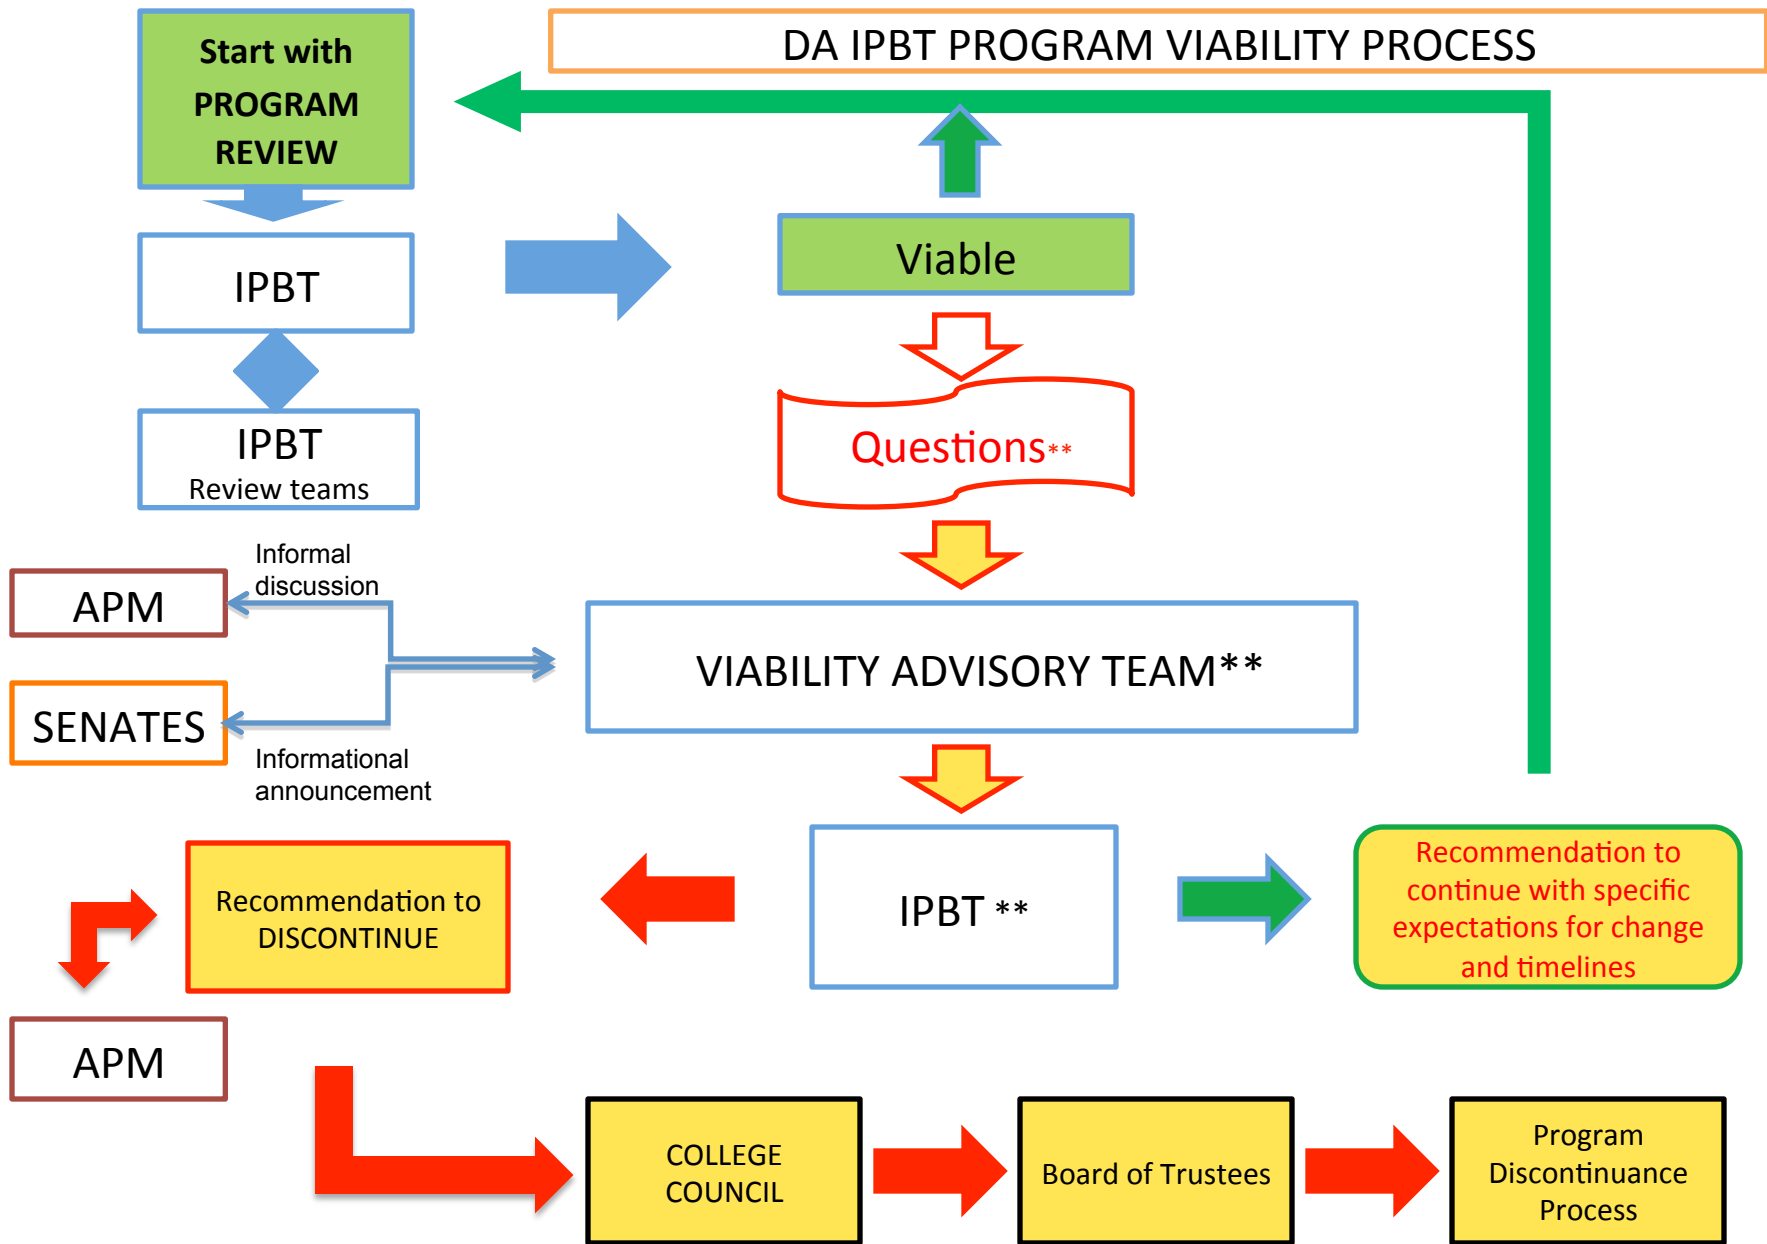 DA IPBT PROGRAM VIABILITY PROCESS
Start with
PROGRAM
REVIEW
IPBT
Viable
IPBT
Review teams
Questions**
Informal
discussion
APM
VIABILITY ADVISORY TEAM**
SENATES
Informational
announcement
Recommendation to
DISCONTINUE
IPBT **
Recommendation to
continue with specific
expectations for change
and timelines
APM
COLLEGE
COUNCIL
Board of Trustees
Program
Discontinuance
Process